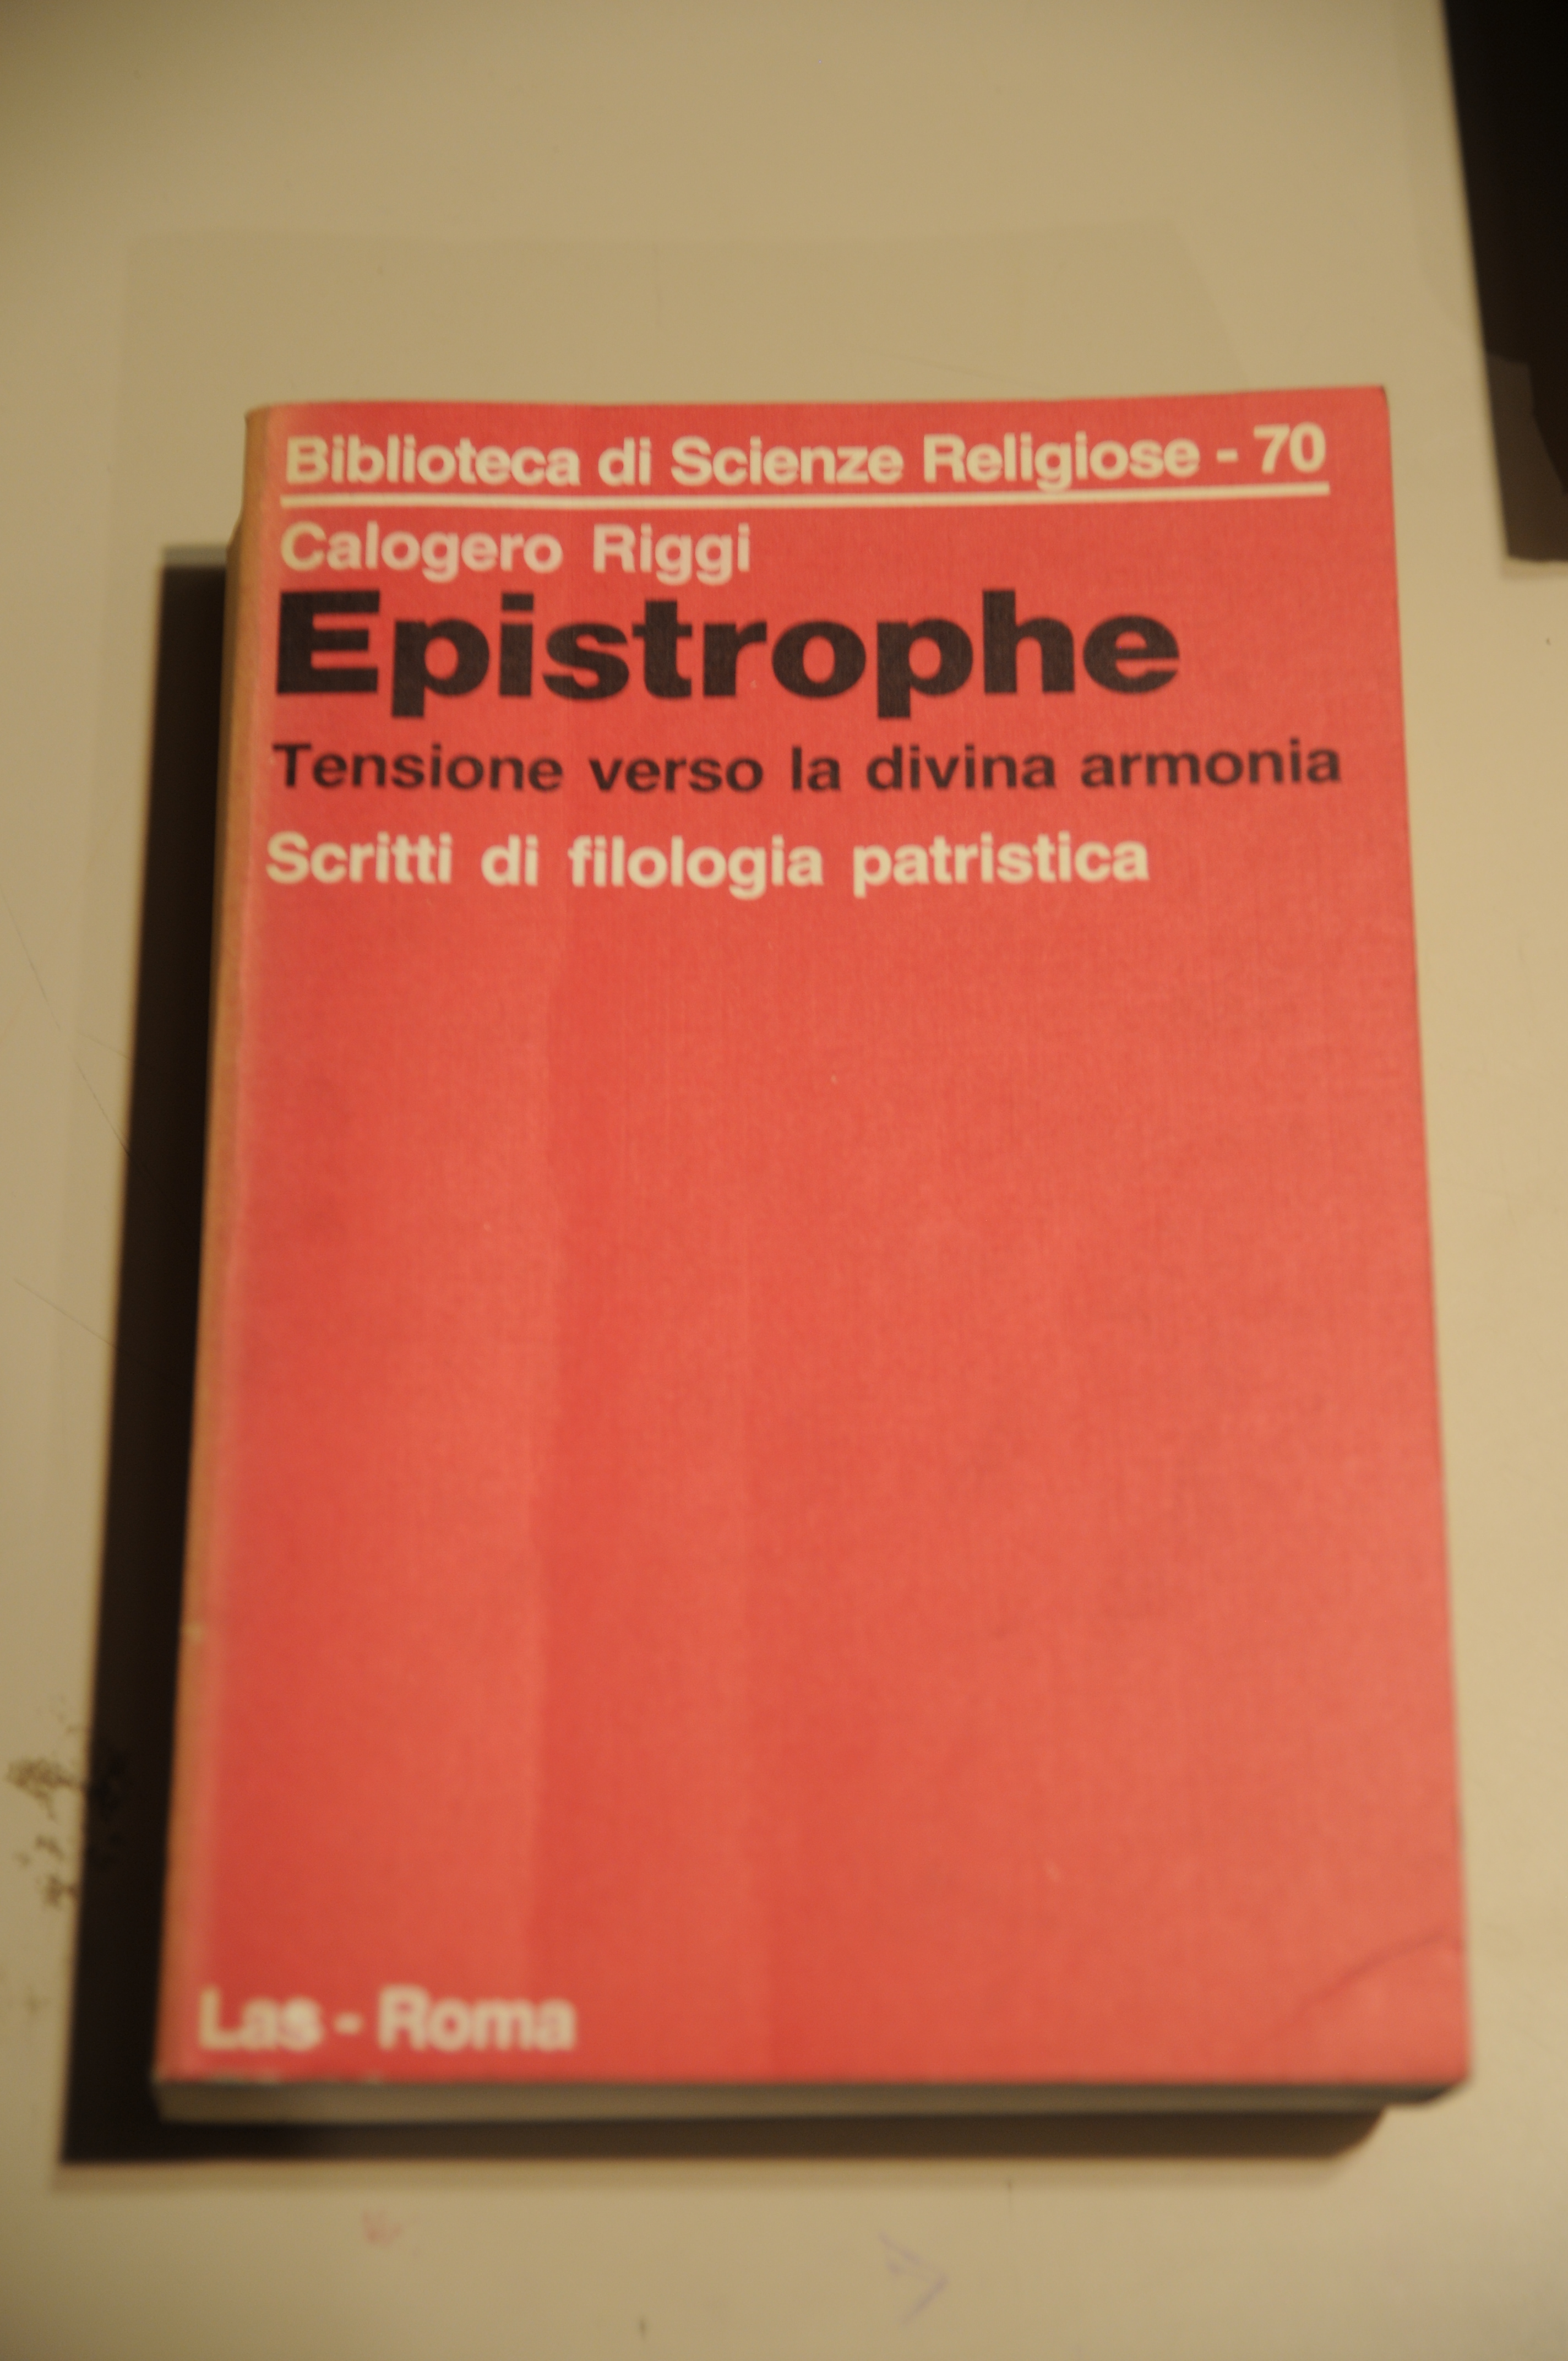 Biblioteca di Scienze Religiose - 70
Calogero Riggi
Epistrophe
Tensione verso la divina armonia
Scritti di filologia patristica
Las - Roma